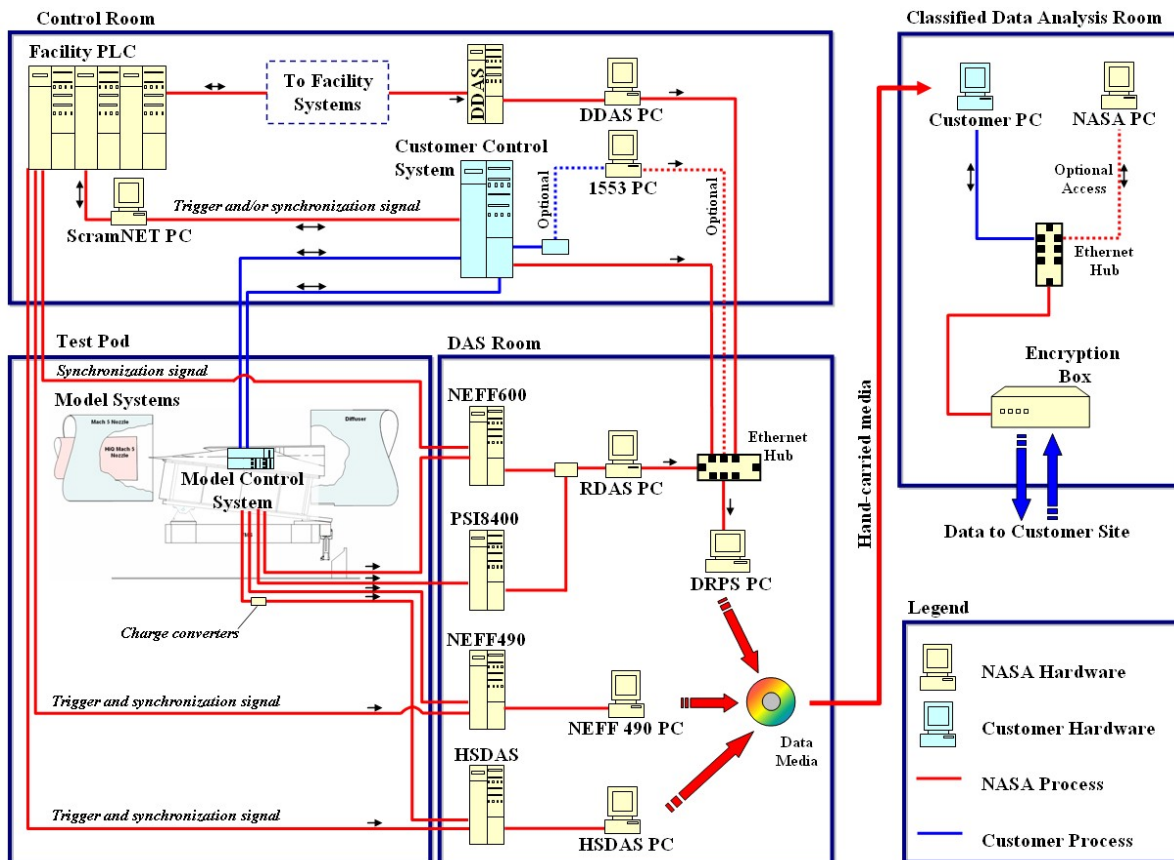 Control Room
Facility PLC
To Facility
Systems
DDAS
DDAS PC
Customer Control
System
1553 PC
Optional
Optional
Trigger and/or synchronization signal
ScramNET PC
Classified Data Analysis Room
Customer PC
NASA PC
Optional
Access
Ethernet
Hub
Encryption
Box
Data to Customer Site
Hand-carried media
Test Pod
Synchronization signal
Model Systems
Mach 5 Nozzle
Mach 5
Nozzle
Diffuser
Model Control
System
Charge converters
Trigger and synchronization signal
Trigger and synchronization signal
DAS Room
NEFF600
RDAS PC
Ethernet
Hub
PSI8400
DRPS PC
NEFF490
NEFF 490 PC
Data
Media
HSDAS
HSDAS PC
Legend
NASA Hardware
Customer Hardware
NASA Process
Customer Process